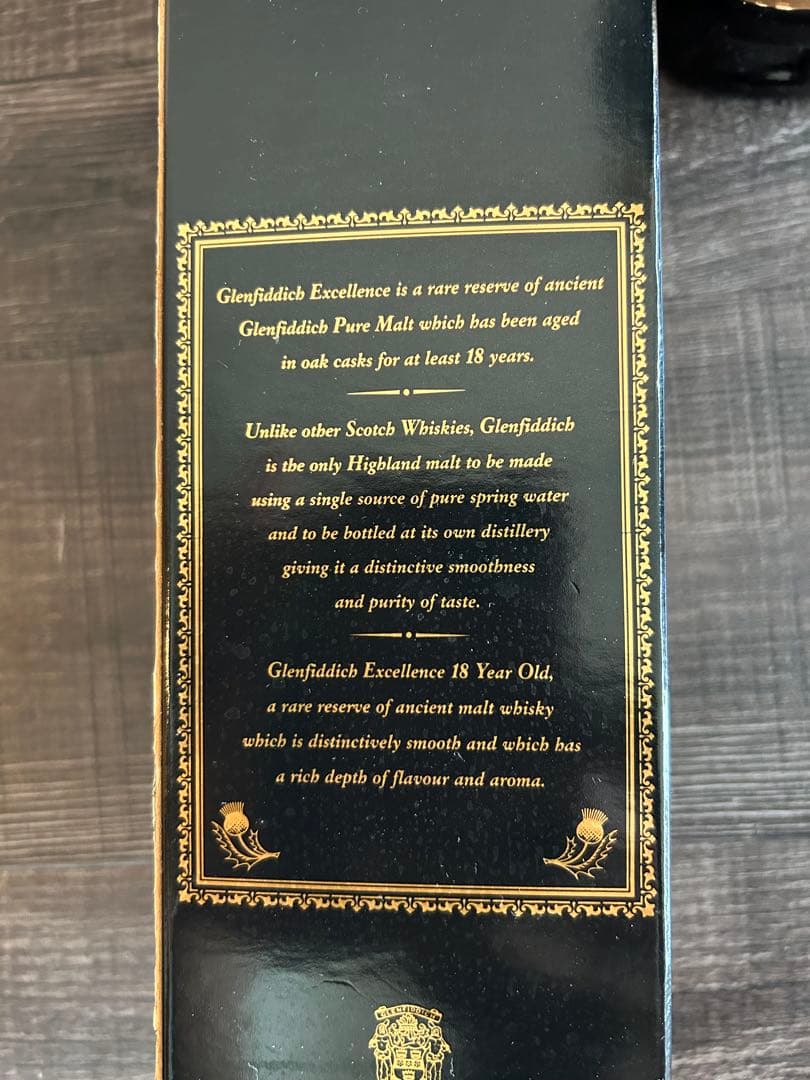 Glenfiddich Excellence is a rare reserve of ancient
Glenfiddich Pure Malt which has been aged
in oak casks for at least 18 years.
Unlike other Scotch Whiskies, Glenfiddich
is the only Highland malt to be made
using a single source of pure spring water
and to be bottled at its own distillery
giving it a distinctive smoothness
and purity of taste.
Glenfiddich Excellence 18 Year Old,
a rare reserve of ancient malt whisky
which is distinctively smooth and which has
a rich depth of flavour and aroma.
GLENFIDDICH